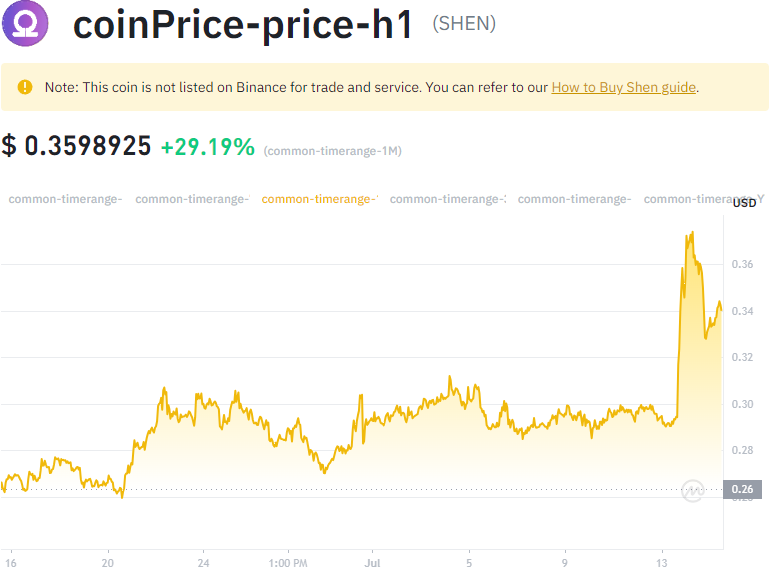 coinPrice-price-h1 (SHEN)
Note: This coin is not listed on Binance for trade and service. You can refer to our How to Buy Shen guide.
$ 0.3598925 +29.19% (common-timerange-1M)
common-timerange- common-timerange- common-timerange- common-timerange- common-timerange- common-timerange-Y
USD
0.36
0.34
0.32
0.30
0.28
0.26
16 20 24 1:00 PM Jul 5 9 13